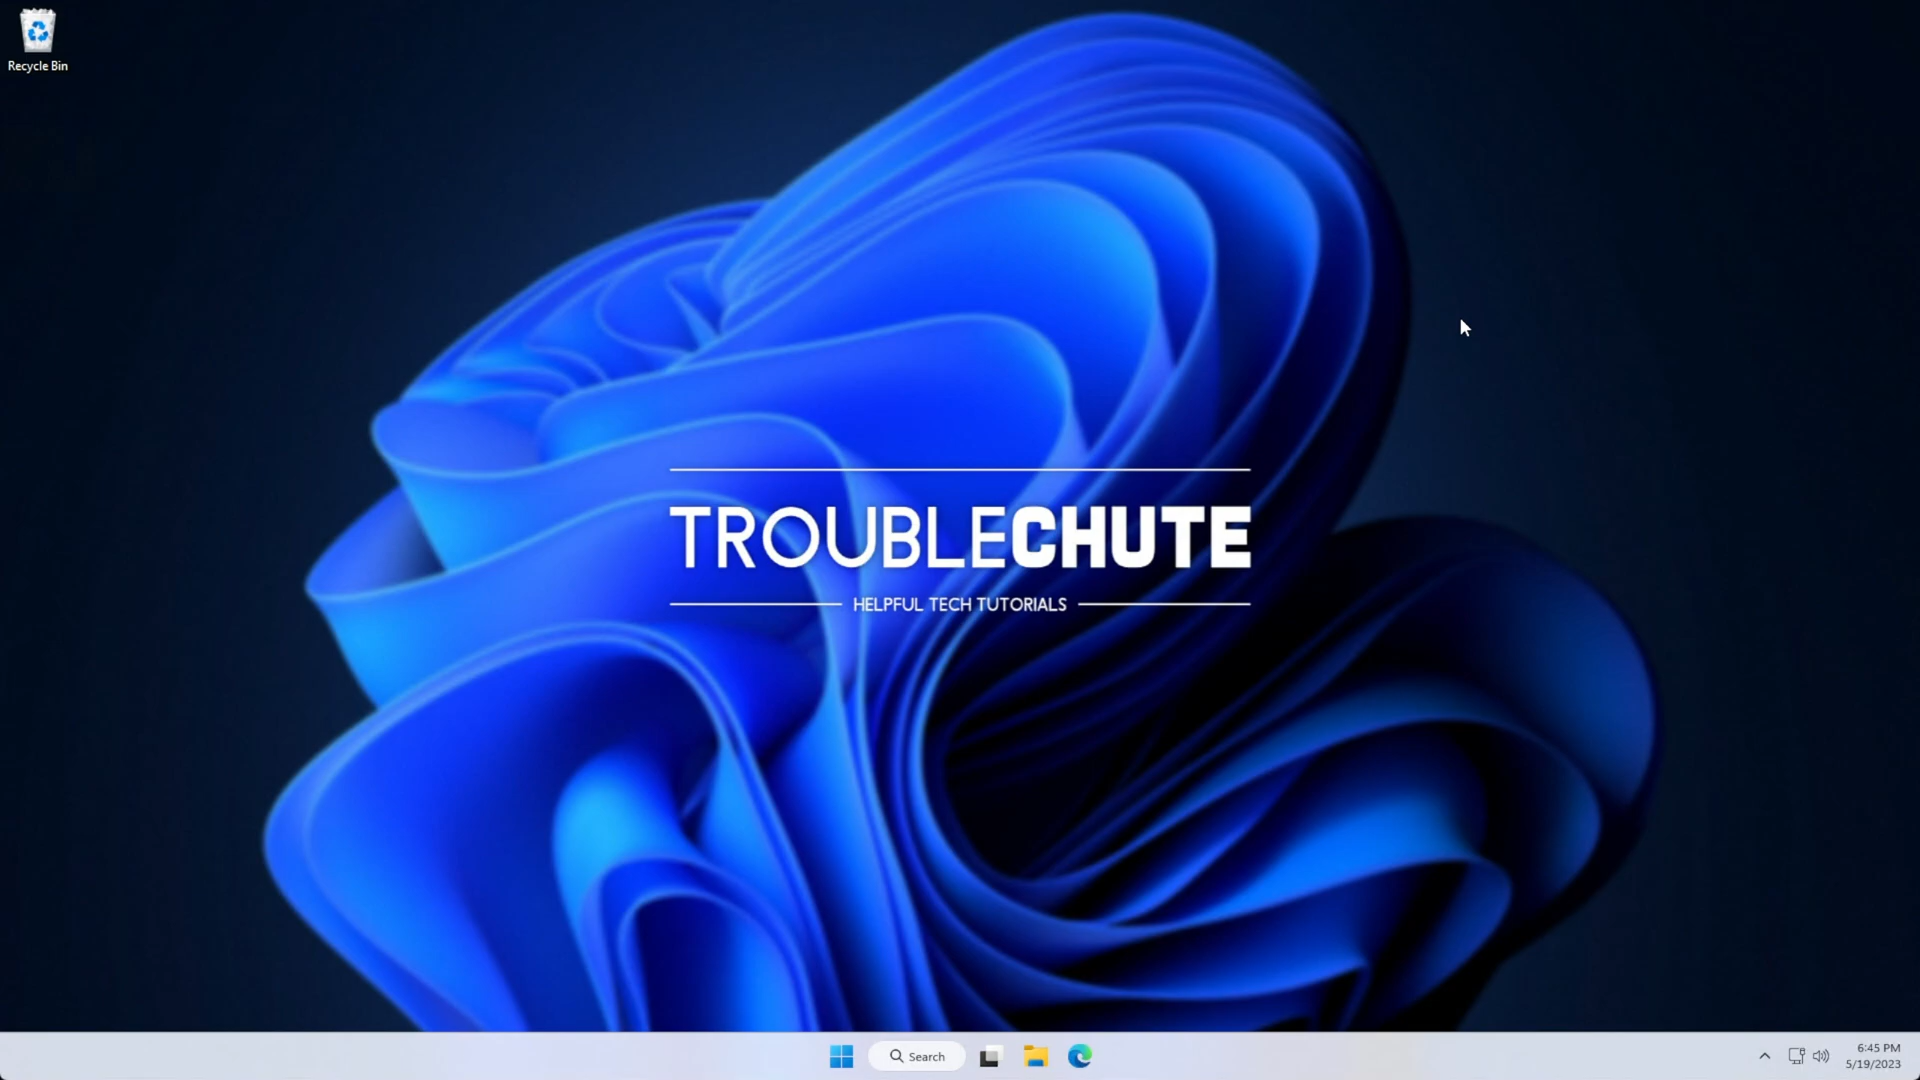 Recycle Bin
TROUBLECHUTE
HELPFUL TECH TUTORIALS
Search
6:45 PM
5/19/2023